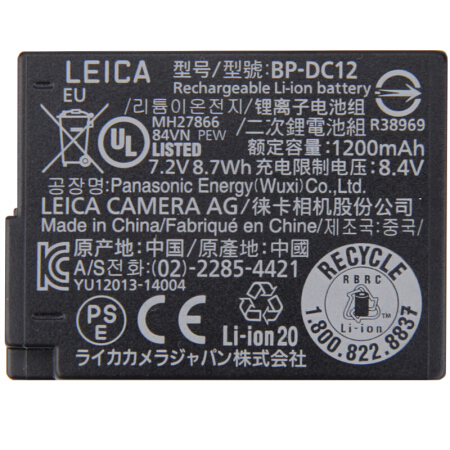 LEICA 型号/型號:BP-DC12
EU Rechargeable Li-ion battery
/리튬이온전지/锂离子电池组
MH27866 /二次鋰電池組 R38969
84VN PEW
UL LISTED 额定容量:1200mAh
7.2V 8.7Wh 充电限制电压:8.4V
공장명/Panasonic Energy(Wuxi)Co.,Ltd.
LEICA CAMERA AG/徕卡相机股份公司
Made in China/Fabriqué en Chine/제조국:중국/
原产地:中国/原產地:中國
A/S전화:(02)-2285-4421
YU12013-14004
PS
E
CE
Li-ion20
ライカカメラジャパン株式会社
RECYCLE
RBRC
Li-ion
1.800.822.8837